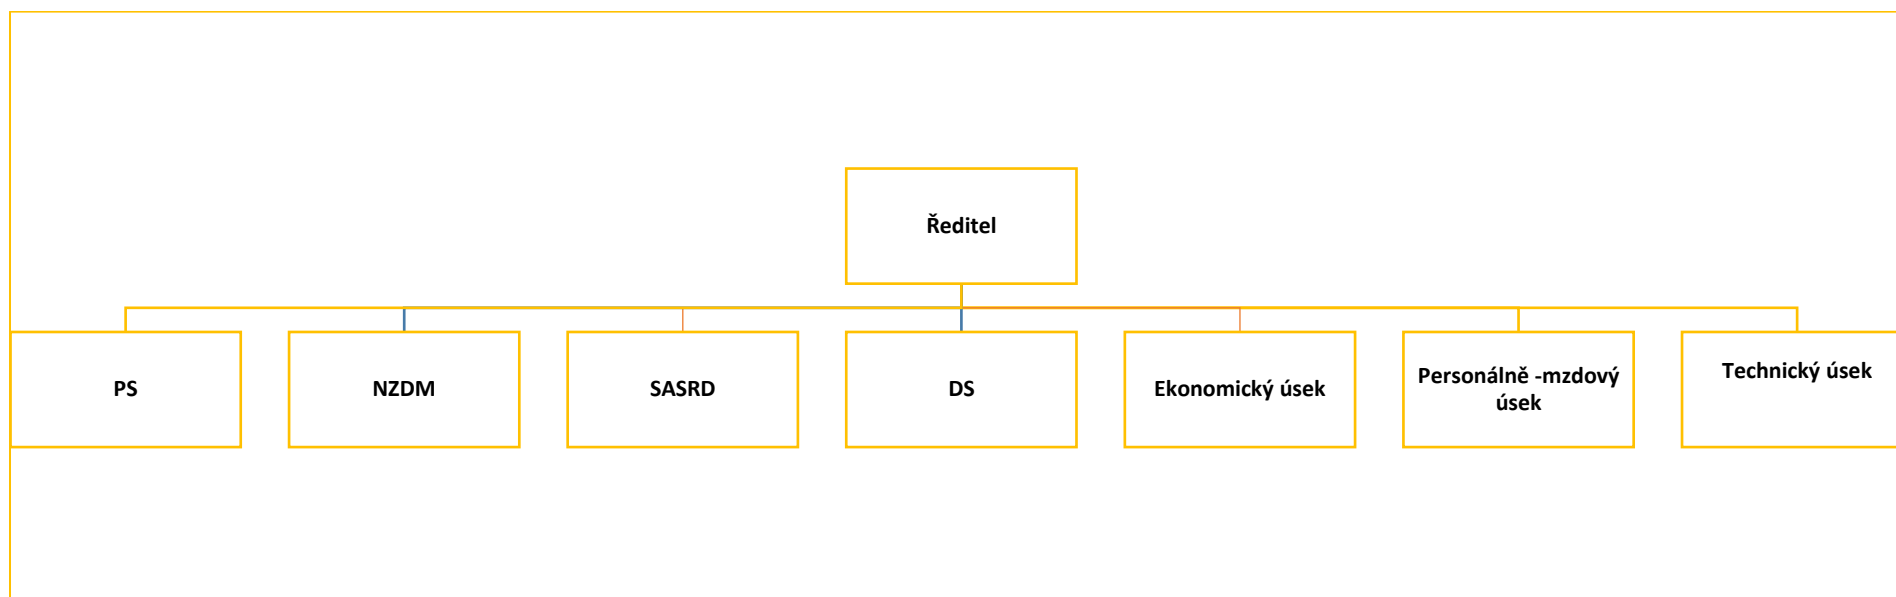 Ředitel
PS
NZDM
SASRD
DS
Ekonomický úsek
Personálně -mzdový
úsek
Technický úsek